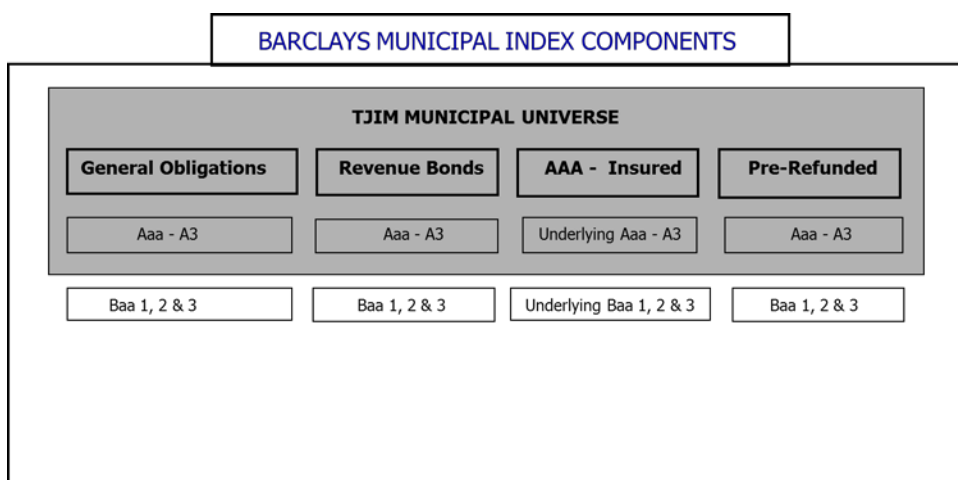 BARCLAYS MUNICIPAL INDEX COMPONENTS
TJIM MUNICIPAL UNIVERSE
General Obligations
Revenue Bonds
AAA - Insured
Pre-Refunded
Aaa - A3
Aaa - A3
Underlying Aaa - A3
Aaa - A3
Baa 1, 2 & 3
Baa 1, 2 & 3
Underlying Baa 1, 2 & 3
Baa 1, 2 & 3